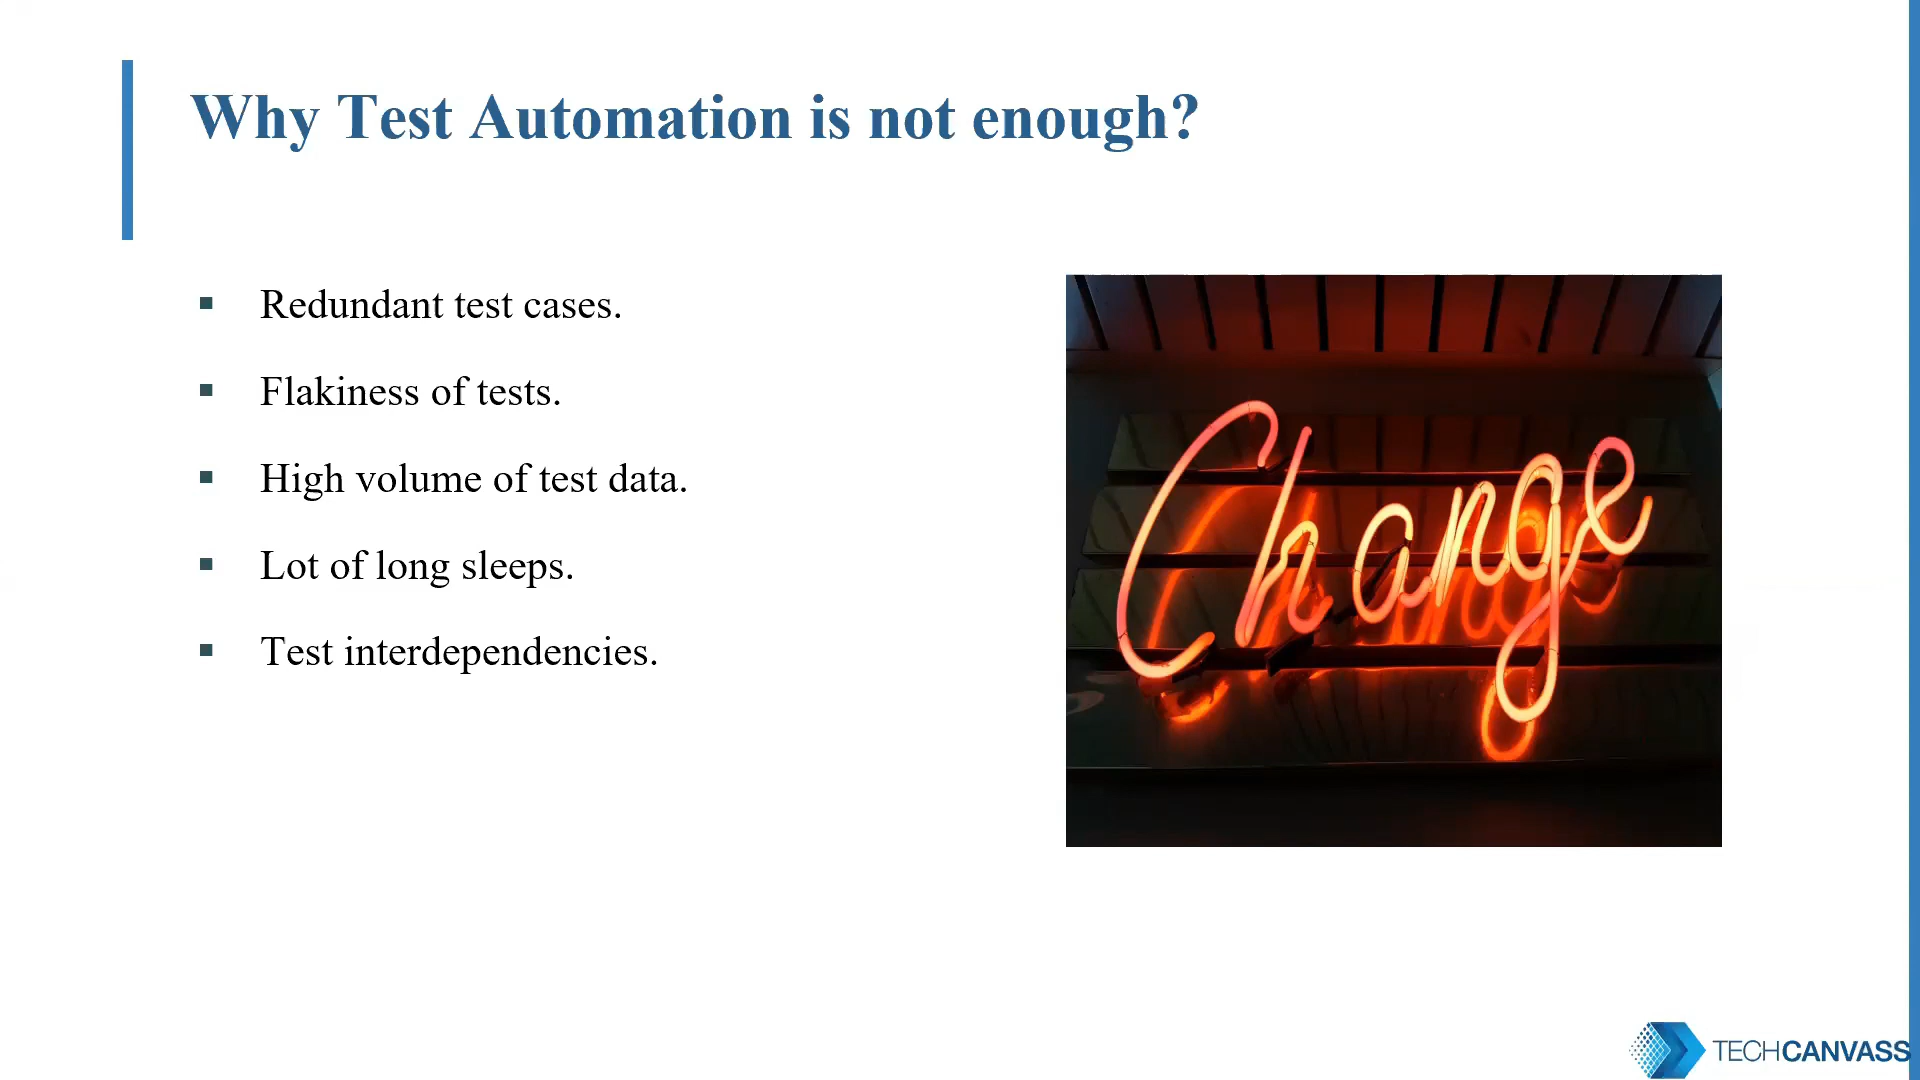 Why Test Automation is not enough?
Redundant test cases.
Flakiness of tests.
High volume of test data.
Lot of long sleeps.
Test interdependencies.
Change
TECHCANVASS